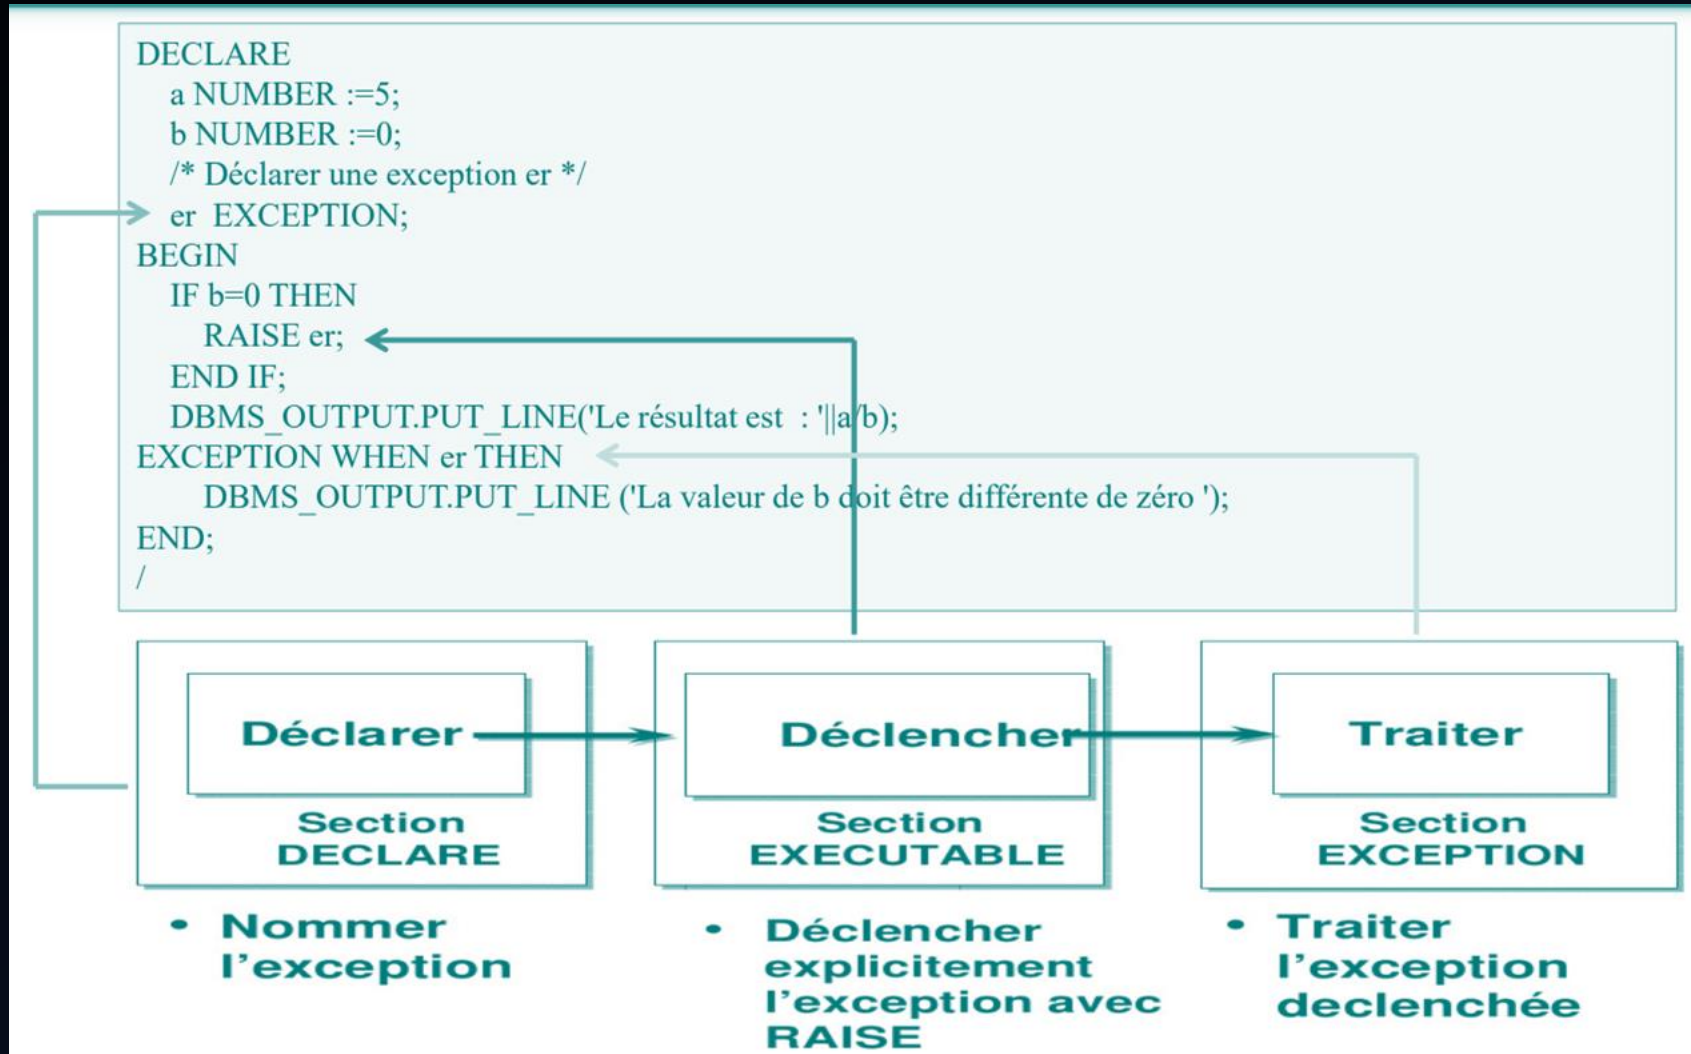 DECLARE
a NUMBER :=5;
b NUMBER :=0;
/* Déclarer une exception er */
er EXCEPTION;
BEGIN
IF b=0 THEN
RAISE er;
END IF;
DBMS_OUTPUT.PUT_LINE('Le résultat est : '||a/b);
EXCEPTION WHEN er THEN
DBMS_OUTPUT.PUT_LINE ('La valeur de b doit être différente de zéro ');
END;
/
Déclarer
Section
DECLARE
• Nommer
l'exception
Déclencher
Section
EXECUTABLE
• Déclencher
explicitement
l'exception avec
RAISE
Traiter
Section
EXCEPTION
• Traiter
l'exception
declenchée